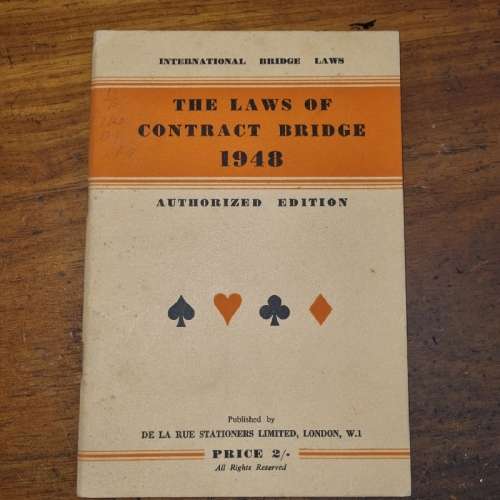 INTERNATIONAL BRIDGE LAWS
THE LAWS OF
CONTRACT BRIDGE
1948
AUTHORIZED EDITION
Published by
DE LA RUE STATIONERS LIMITED, LONDON, W.1
PRICE 2/-
All Rights Reserved